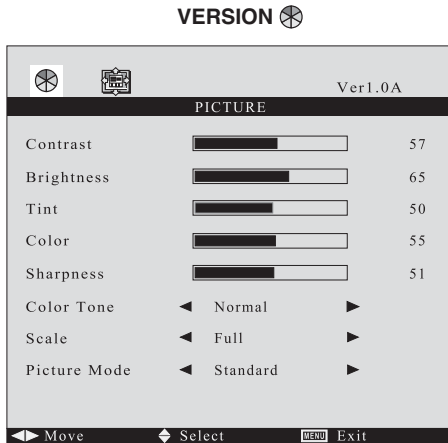 VERSION
Ver1.0A
PICTURE
Contrast 57
Brightness 65
Tint 50
Color 55
Sharpness 51
Color Tone Normal
Scale Full
Picture Mode Standard
Move Select MENU Exit